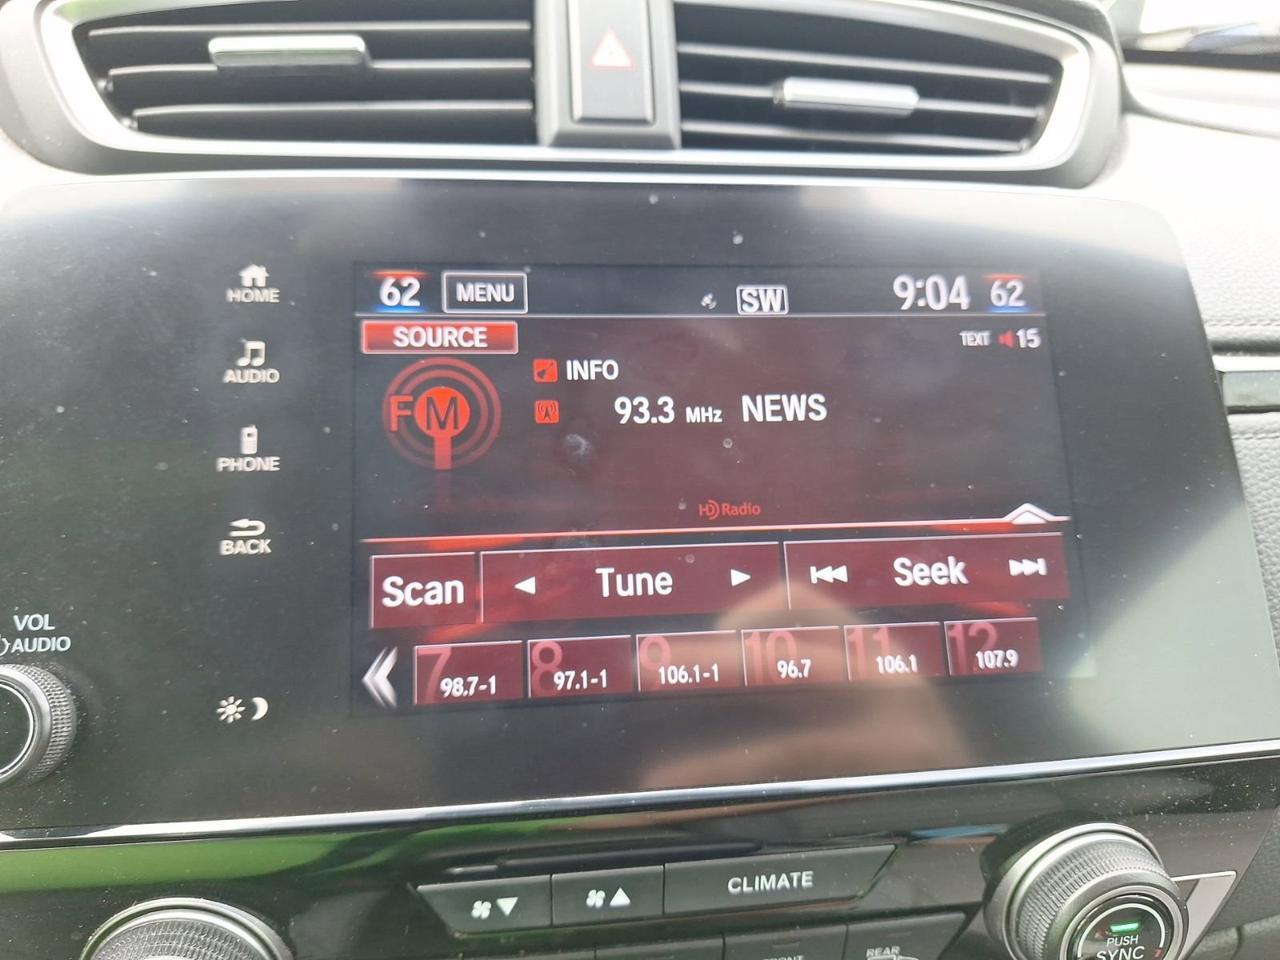 62 MENU SW 9:04 62
HOME
SOURCE
TEXT 15
INFO
AUDIO
FM
93.3 MHz NEWS
PHONE
HD Radio
BACK
Scan Tune Seek
VOL
AUDIO
7 98.7-1 8 97.1-1 9 106.1-1 10 96.7 11 106.1 12 107.9
CLIMATE
PUSH
SYNC
REAR